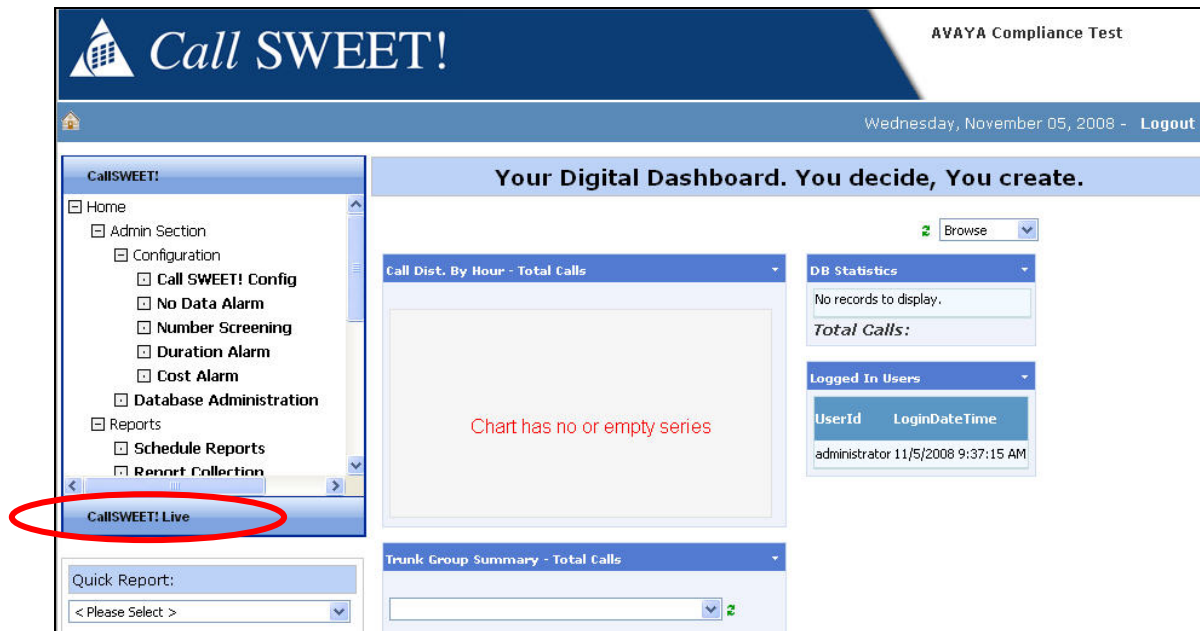 Call SWEET!
AVAYA Compliance Test
Wednesday, November 05, 2008 - Logout
CallSWEET!
Home
Admin Section
Configuration
Call SWEET! Config
No Data Alarm
Number Screening
Duration Alarm
Cost Alarm
Database Administration
Reports
Schedule Reports
Report Collection
CallSWEET! Live
Quick Report:
< Please Select >
Your Digital Dashboard. You decide, You create.
Browse
Call Dist. By Hour - Total Calls
Chart has no or empty series
Trunk Group Summary - Total Calls
DB Statistics
No records to display.
Total Calls:
Logged In Users
UserId LoginDateTime
administrator 11/5/2008 9:37:15 AM